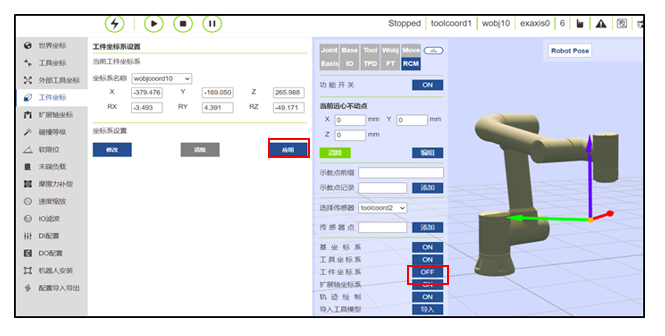 Stopped toolcoord1 wobj10 exaxis0 6
世界坐标
工具坐标
外部工具坐标
工件坐标
扩展轴坐标
碰撞等级
软限位
末端负载
摩擦力补偿
速度缩放
IO滤波
DI配置
DO配置
机器人安装
配置导入导出
工件坐标系设置
当前工件坐标系
坐标系名称 wobjcoord10
X -379.476 Y -169.050 Z 265.988
RX -3.493 RY 4.391 RZ -49.171
坐标系设置
修改 清除 应用
Joint Base Tool Wobj Move
Eaxis IO TPD FT RCM
功能开关 ON
当前远心不动点
X 0 mm Y 0 mm
Z 0 mm
清除 编辑
示教点前缀
示教点记录 添加
选择传感器 toolcoord2
传感器点 添加
基坐标系 ON
工具坐标系 ON
工件坐标系 OFF
扩展轴坐标系 ON
轨迹绘制 ON
导入工具模型 导入
Robot Pose